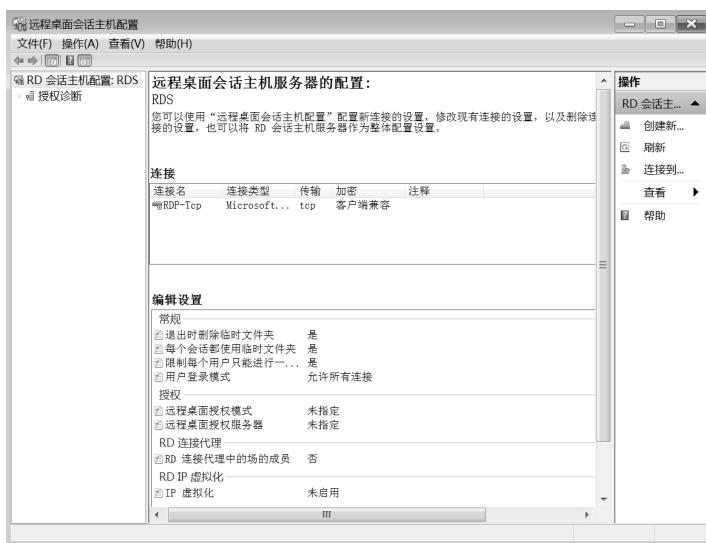 远程桌面会话主机配置
文件(F) 操作(A) 查看(V) 帮助(H)
RD 会话主机配置: RDS
授权诊断
远程桌面会话主机服务器的配置:
RDS
您可以使用“远程桌面会话主机配置”配置新连接的设置，修改现有连接的设置，以及删除连
接的设置，也可以将 RD 会话主机服务器作为整体配置设置。
连接
连接名 连接类型 传输 加密 注释
RDP-Tcp Microsoft... tcp 客户端兼容
编辑设置
常规
退出时删除临时文件夹 是
每个会话都使用临时文件夹 是
限制每个用户只能进行一... 是
用户登录模式 允许所有连接
授权
远程桌面授权模式 未指定
远程桌面授权服务器 未指定
RD 连接代理
RD 连接代理中的场的成员 否
RD IP 虚拟化
IP 虚拟化 未启用
操作
RD 会话主...
创建新...
刷新
连接到...
查看
帮助